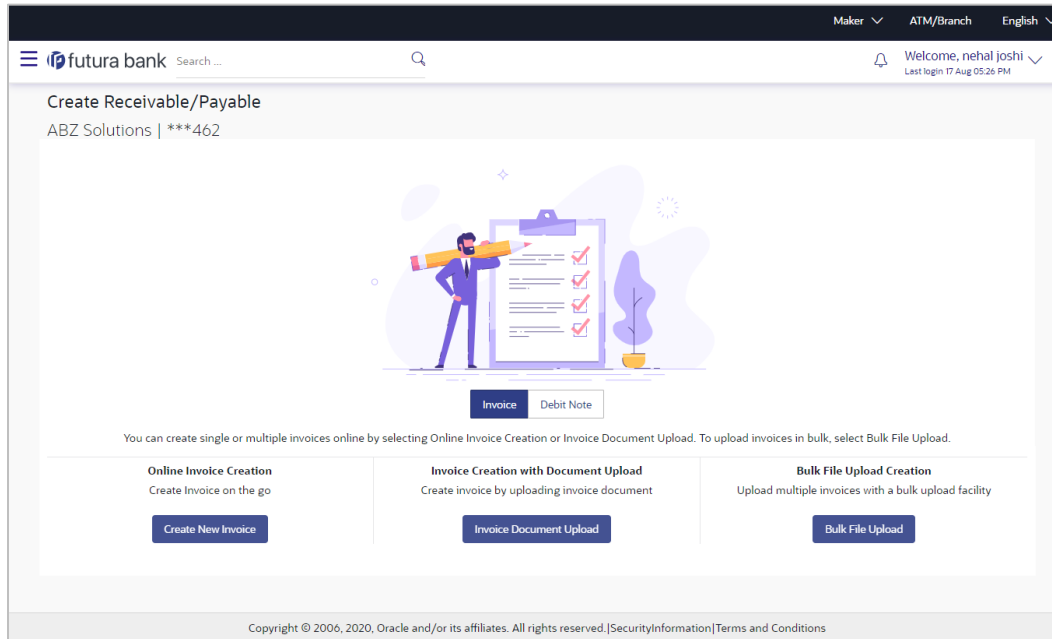 Maker ATM/Branch English
futura bank Search ... Welcome, nehal joshi
Last login 17 Aug 05:26 PM
Create Receivable/Payable
ABZ Solutions | ***462
Invoice Debit Note
You can create single or multiple invoices online by selecting Online Invoice Creation or Invoice Document Upload. To upload invoices in bulk, select Bulk File Upload.
Online Invoice Creation Invoice Creation with Document Upload Bulk File Upload Creation
Create Invoice on the go Create invoice by uploading invoice document Upload multiple invoices with a bulk upload facility
Create New Invoice Invoice Document Upload Bulk File Upload
Copyright © 2006, 2020, Oracle and/or its affiliates. All rights reserved.|SecurityInformation|Terms and Conditions